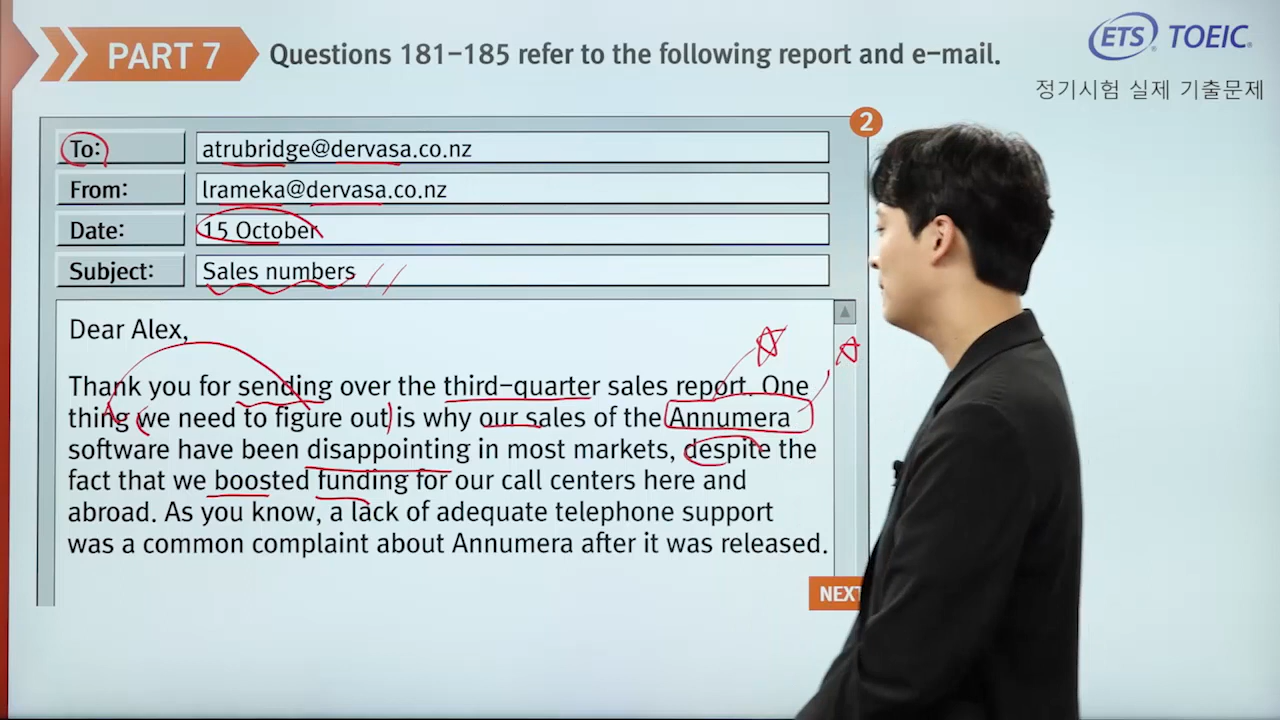 PART 7
Questions 181-185 refer to the following report and e-mail.
ETS® TOEIC®
정기시험 실제 기출문제
2
To: atrubridge@dervasa.co.nz
From: lrameka@dervasa.co.nz
Date: 15 October
Subject: Sales numbers
Dear Alex,
Thank you for sending over the third-quarter sales report. One
thing we need to figure out is why our sales of the Annumera
software have been disappointing in most markets, despite the
fact that we boosted funding for our call centers here and
abroad. As you know, a lack of adequate telephone support
was a common complaint about Annumera after it was released.
NEXT